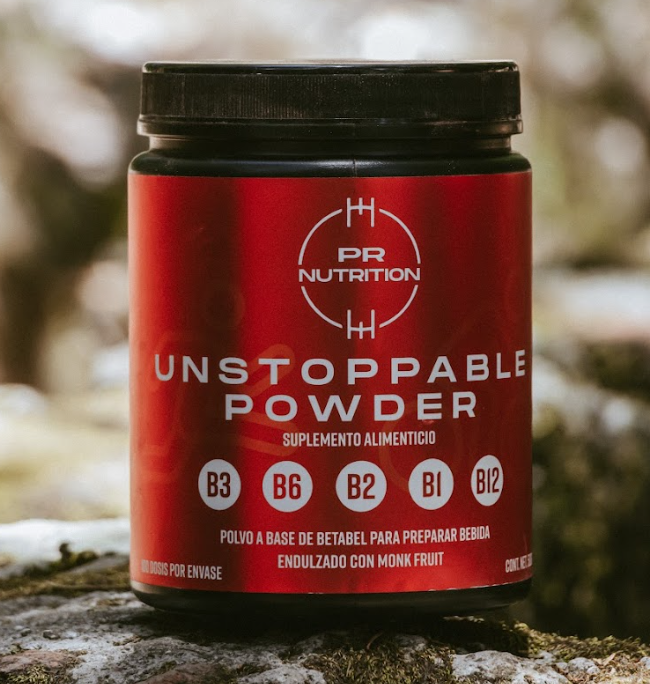 PR
NUTRITION
UNSTOPPABLE
POWDER
SUPLEMENTO ALIMENTICIO
B3 B6 B2 B1 B12
POLVO A BASE DE BETABEL PARA PREPARAR BEBIDA
ENDULZADO CON MONK FRUIT
DOSIS POR ENVASE
CONT. NET.